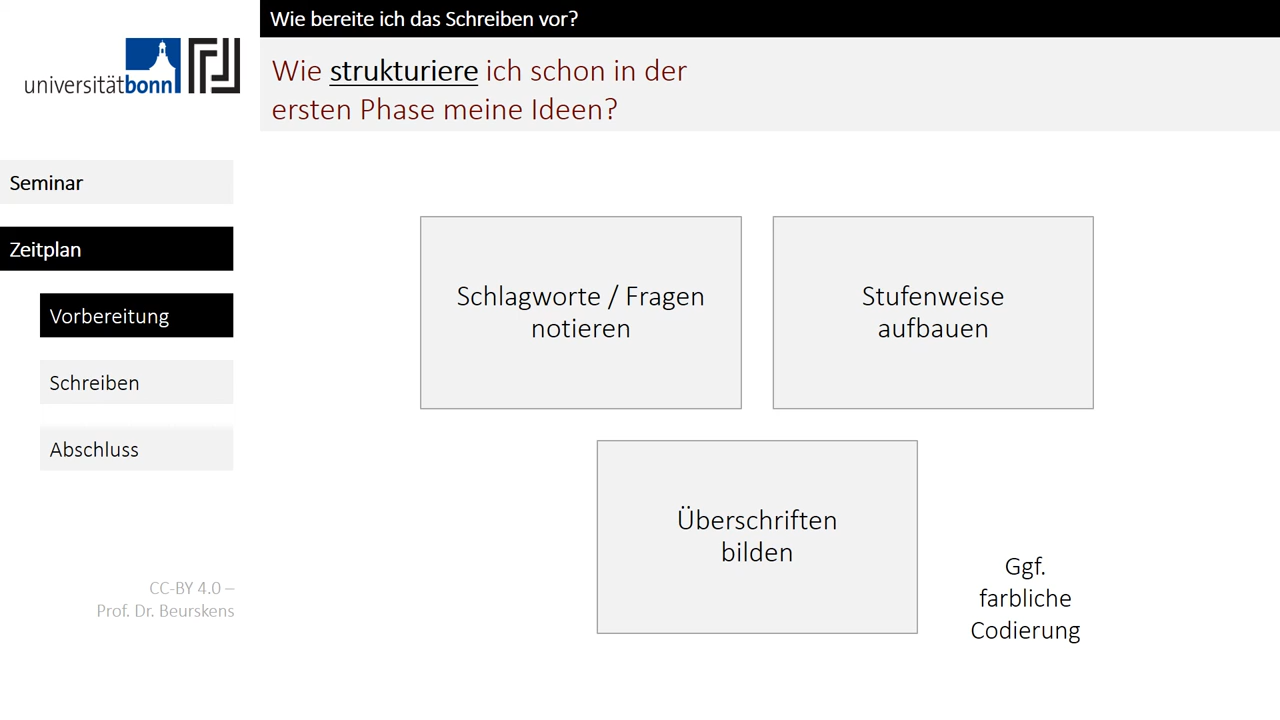 Wie bereite ich das Schreiben vor?
universitätbonn
Wie strukturiere ich schon in der
ersten Phase meine Ideen?
Seminar
Zeitplan
Vorbereitung
Schreiben
Abschluss
Schlagworte / Fragen
notieren
Stufenweise
aufbauen
Überschriften
bilden
Ggf.
farbliche
Codierung
CC-BY 4.0 –
Prof. Dr. Beurskens